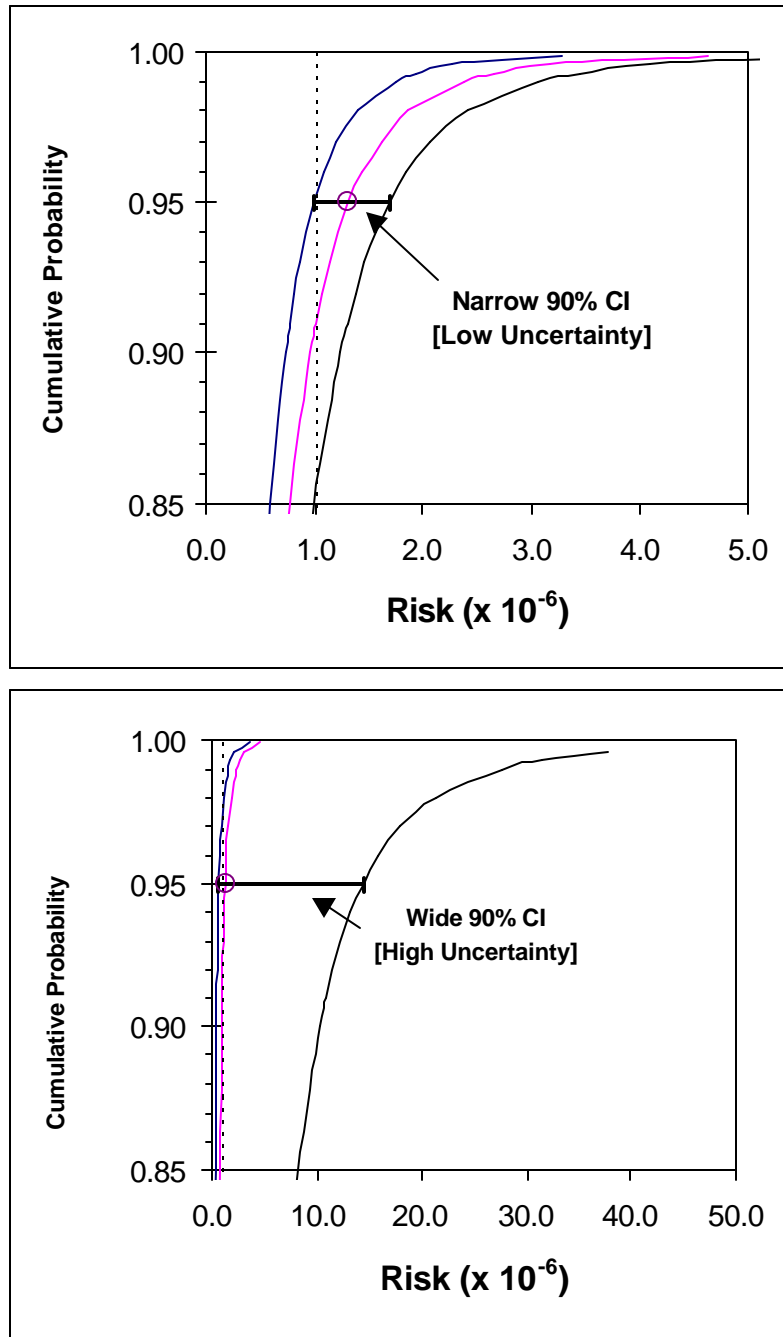 1.00
0.95
0.90
0.85
Cumulative Probability
Narrow 90% CI
[Low Uncertainty]
0.0 1.0 2.0 3.0 4.0 5.0
Risk (x 10⁻⁶)
1.00
0.95
0.90
0.85
Cumulative Probability
Wide 90% CI
[High Uncertainty]
0.0 10.0 20.0 30.0 40.0 50.0
Risk (x 10⁻⁶)